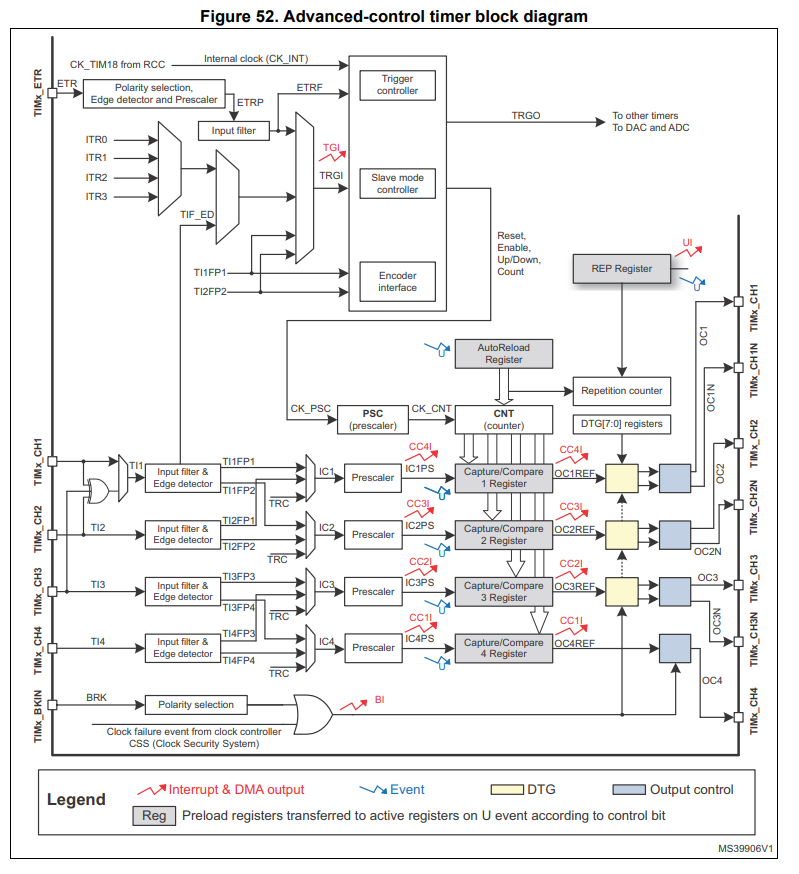 Figure 52. Advanced-control timer block diagram
CK_TIM18 from RCC
Internal clock (CK_INT)
TIMx_ETR
ETR
Polarity selection,
Edge detector and Prescaler
ETRP
ETRF
Input filter
Trigger
controller
TRGO
To other timers
To DAC and ADC
ITR0
ITR1
ITR2
ITR3
TGI
TRGI
Slave mode
controller
TIF_ED
Reset,
Enable,
Up/Down,
Count
TI1FP1
TI2FP2
Encoder
interface
REP Register
UI
AutoReload
Register
Repetition counter
CK_PSC
PSC
(prescaler)
CK_CNT
CNT
(counter)
DTG[7:0] registers
OC1
TIMx_CH1
OC1N
TIMx_CH1N
TIMx_CH1
TI1
Input filter &
Edge detector
TI1FP1
TI1FP2
TRC
IC1
Prescaler
CC4I
IC1PS
Capture/Compare
1 Register
CC4I
OC1REF
OC2
TIMx_CH2
TIMx_CH2
TI2
Input filter &
Edge detector
TI2FP1
TI2FP2
TRC
IC2
Prescaler
CC3I
IC2PS
Capture/Compare
2 Register
CC3I
OC2REF
OC2N
TIMx_CH2N
TIMx_CH3
TI3
Input filter &
Edge detector
TI3FP3
TI3FP4
TRC
IC3
Prescaler
CC2I
IC3PS
Capture/Compare
3 Register
CC2I
OC3REF
OC3
TIMx_CH3
OC3N
TIMx_CH3N
TIMx_CH4
TI4
Input filter &
Edge detector
TI4FP3
TI4FP4
TRC
IC4
Prescaler
CC1I
IC4PS
Capture/Compare
4 Register
CC1I
OC4REF
OC4
TIMx_CH4
TIMx_BKIN
BRK
Polarity selection
BI
Clock failure event from clock controller
CSS (Clock Security System)
Legend
Interrupt & DMA output
Event
DTG
Output control
Reg
Preload registers transferred to active registers on U event according to control bit
MS39906V1